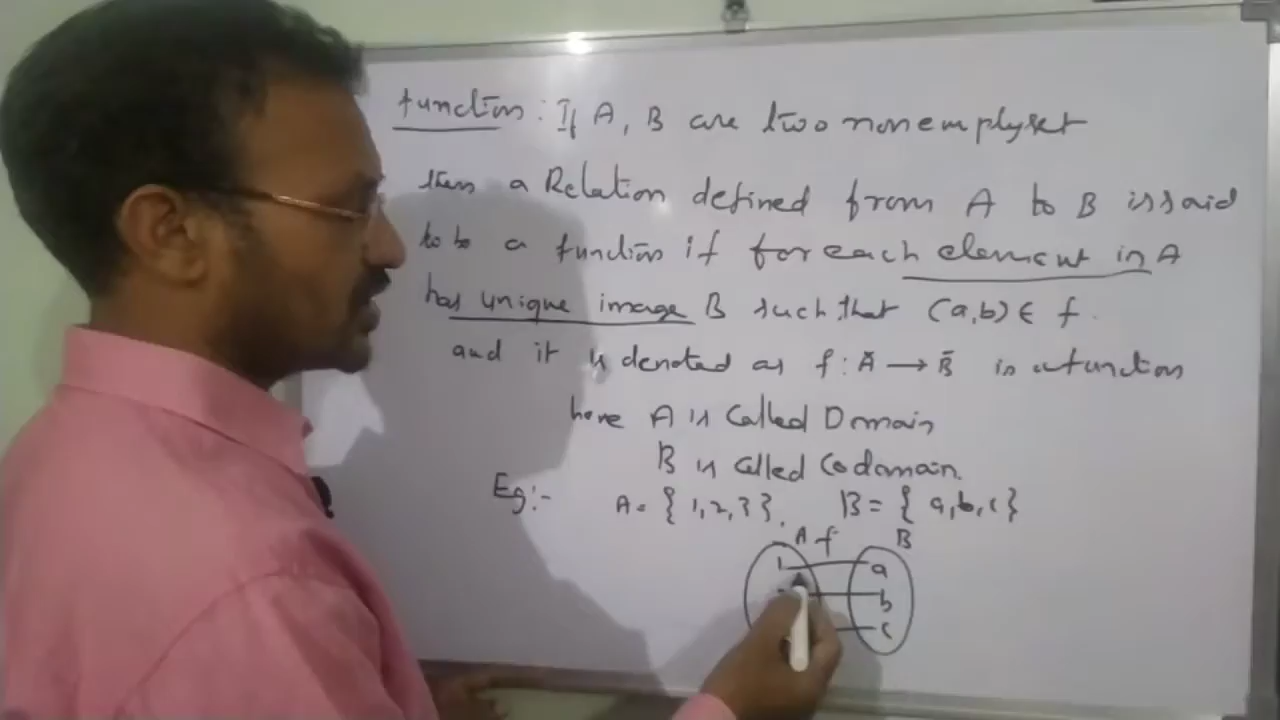 function : If A, B are two nonemptyset
then a Relation defined from A to B is said
to be a function if for each element in A
has unique image B such that (a,b) ∈ f.
and it is denoted as f : A → B is a function
here A is called Domain
B is called Codomain.
Eg:- A = { 1,2,3 }. B = { a,b,c }
A f B
1 a
b
c